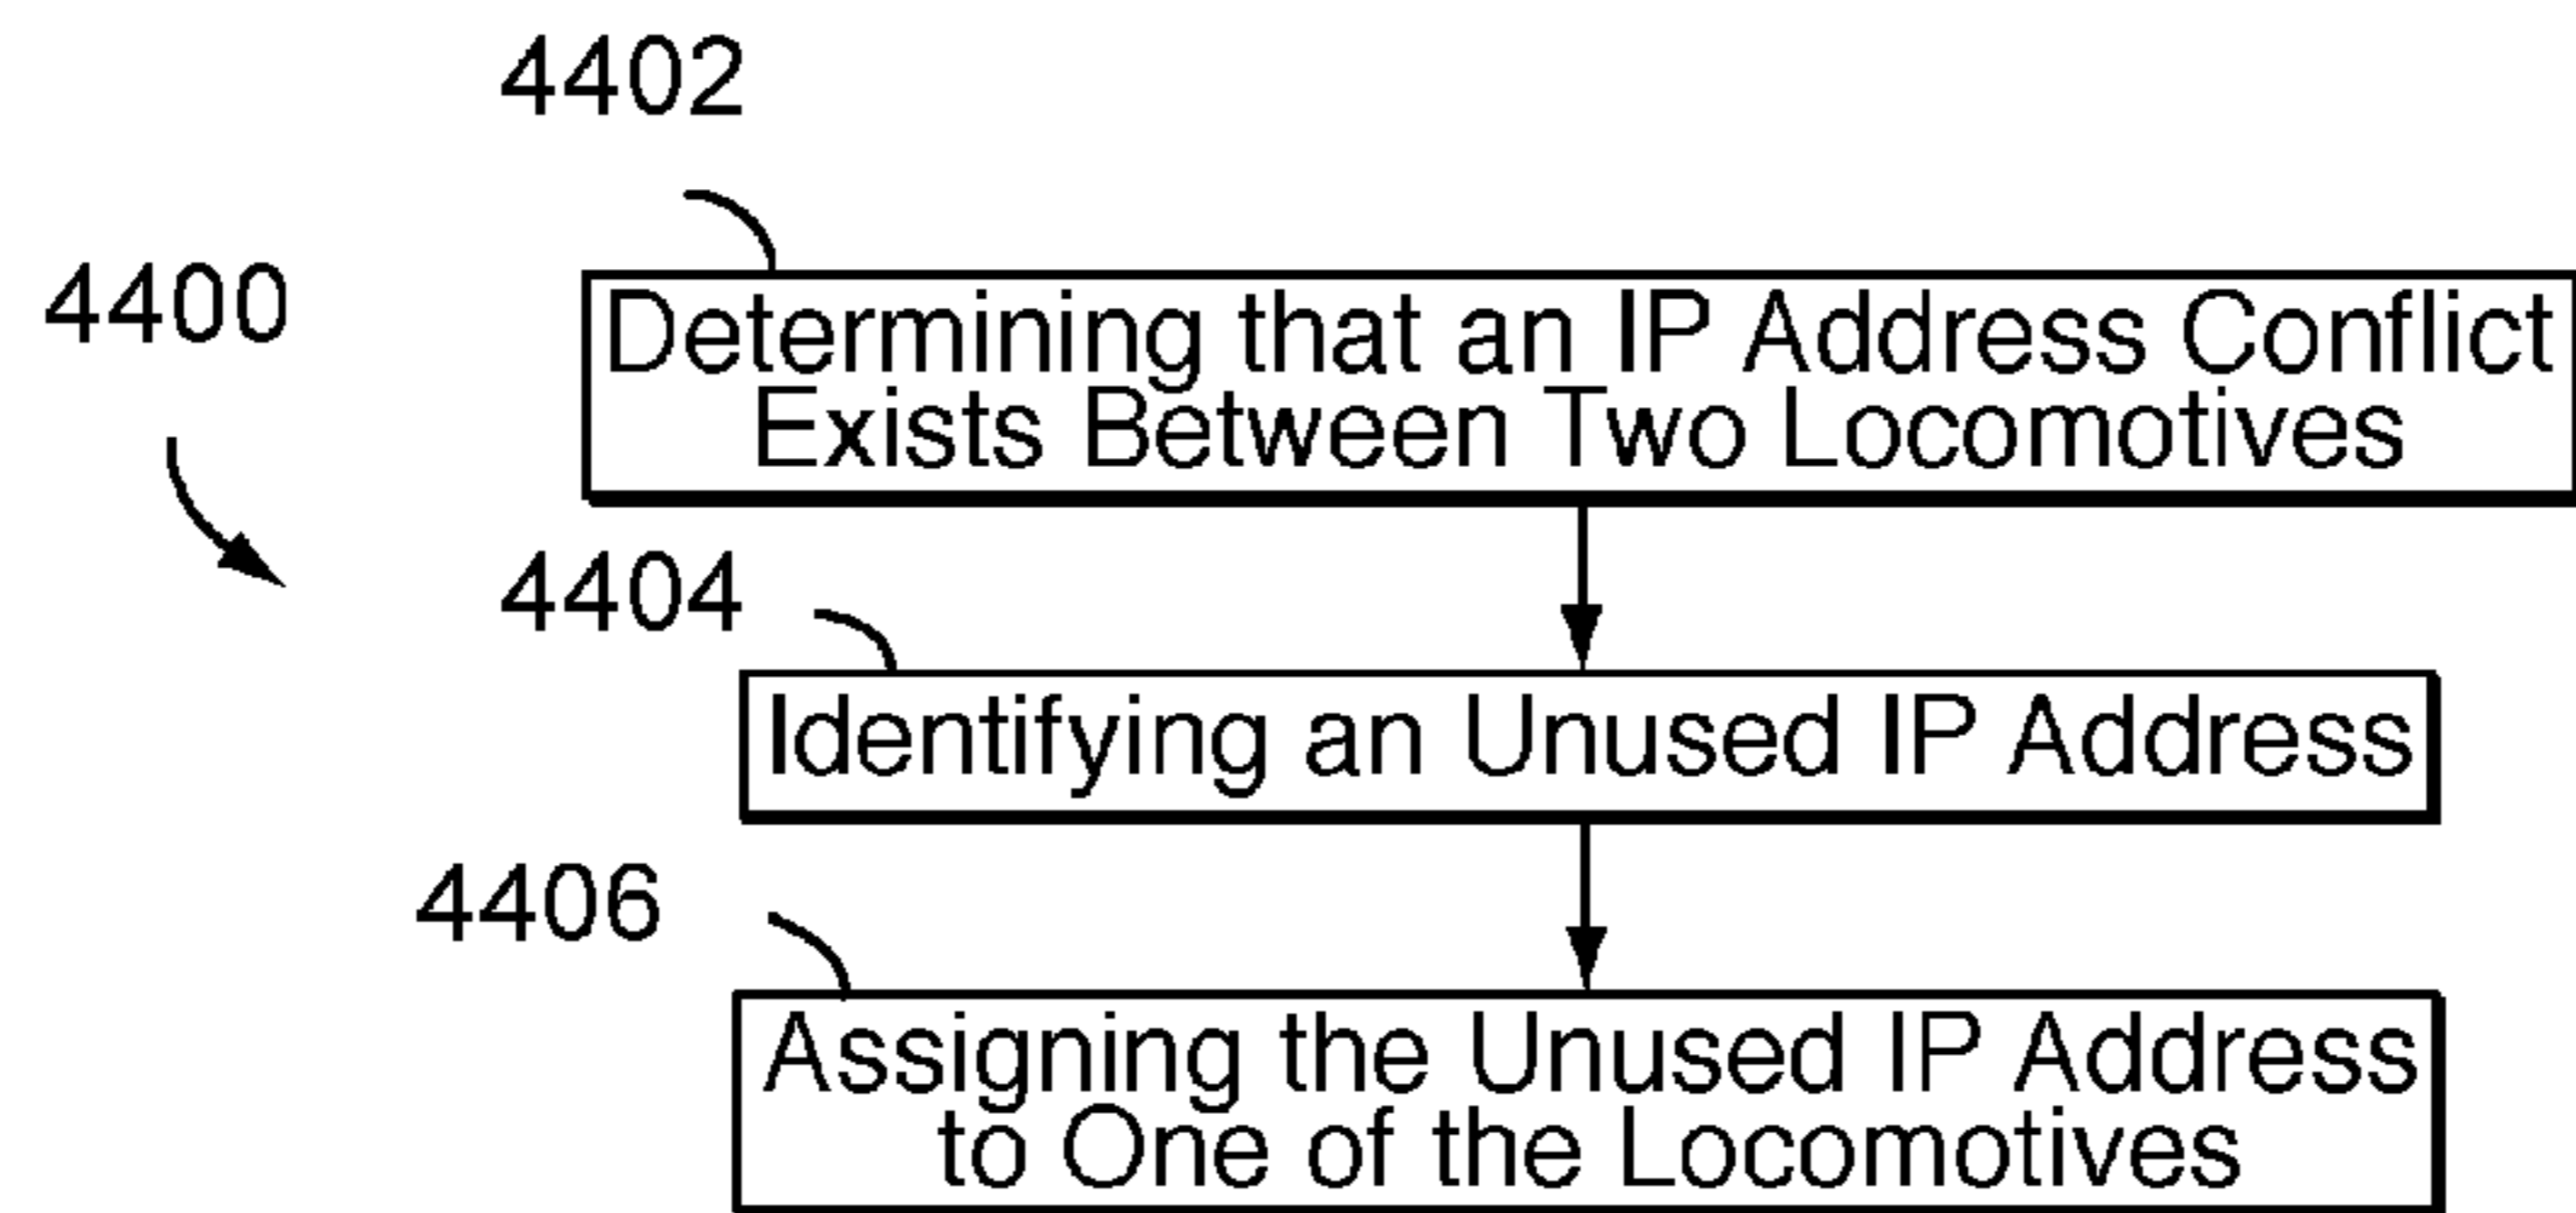 4402
4400
Determining that an IP Address Conflict
Exists Between Two Locomotives
4404
Identifying an Unused IP Address
4406
Assigning the Unused IP Address
to One of the Locomotives